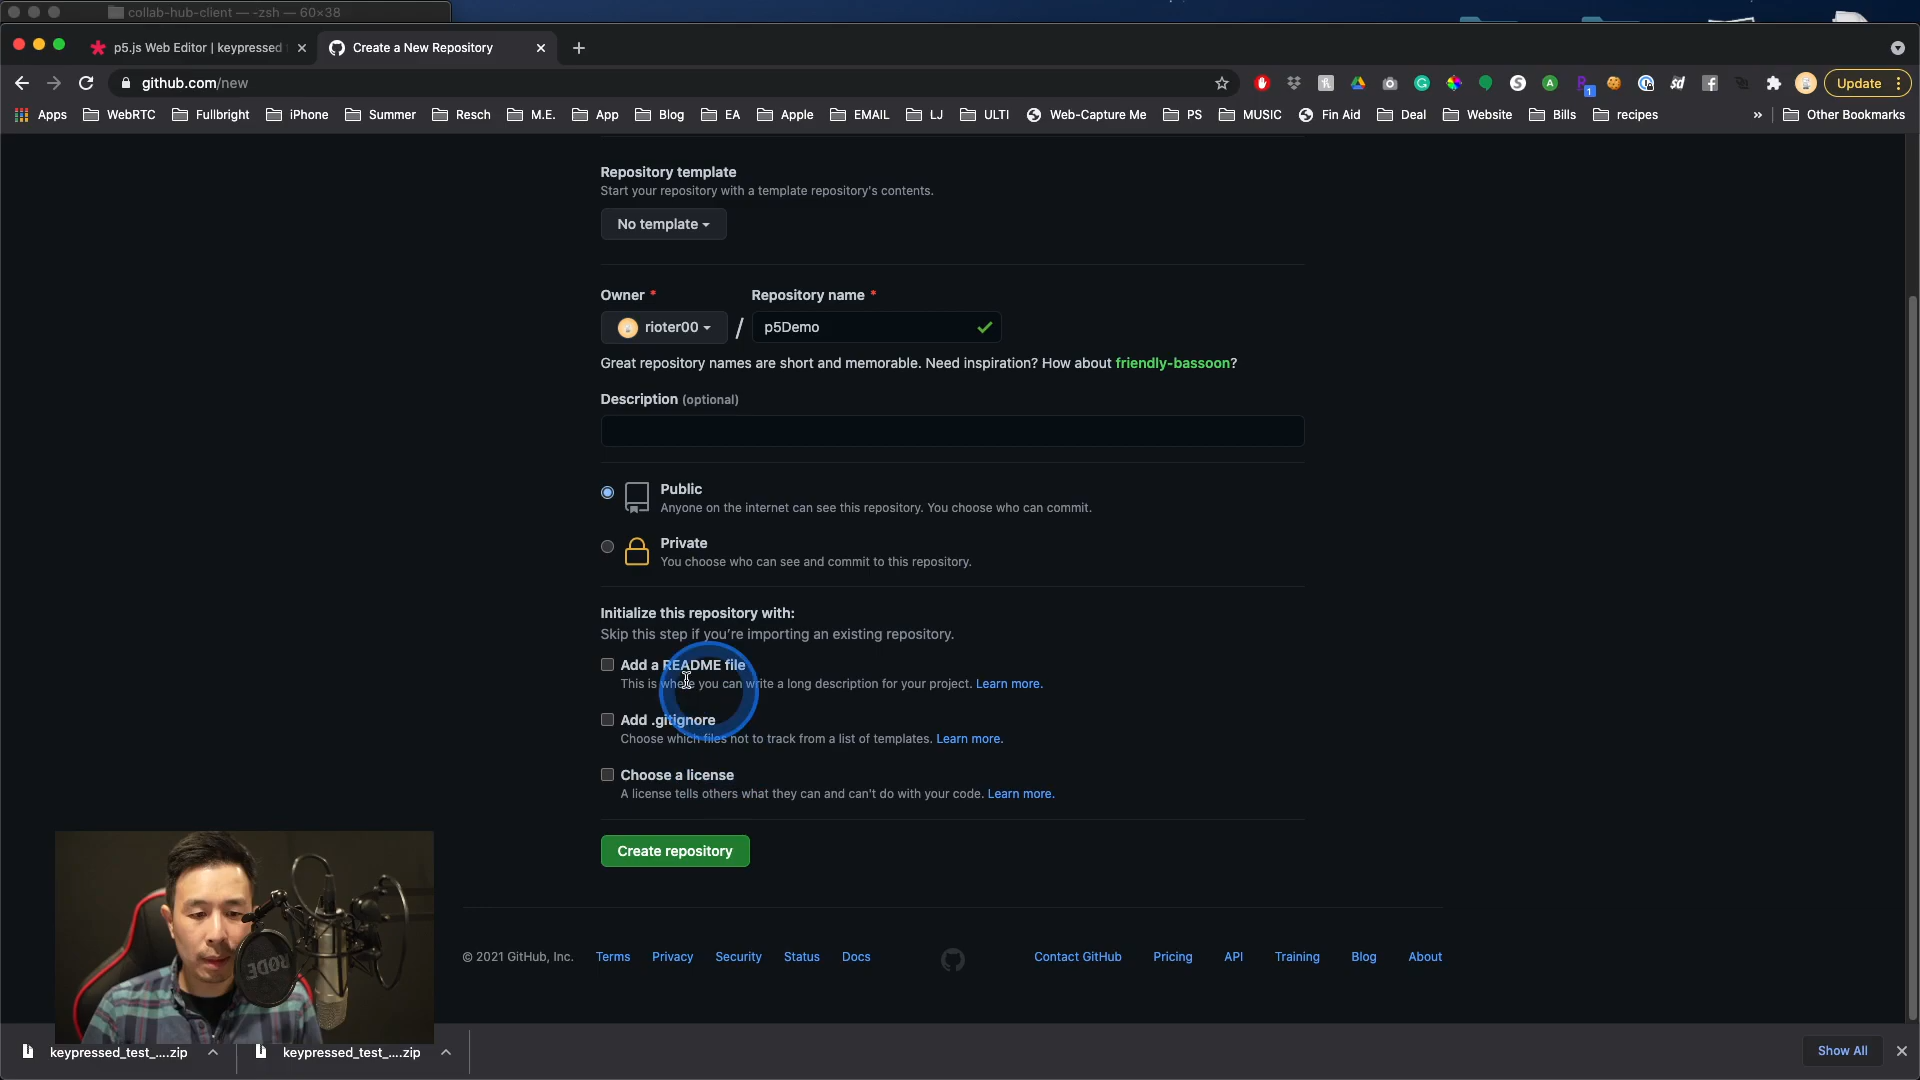 collab-hub-client — -zsh — 60×38
p5.js Web Editor | keypressed
Create a New Repository
github.com/new
Update
Apps
WebRTC
Fullbright
iPhone
Summer
Resch
M.E.
App
Blog
EA
Apple
EMAIL
LJ
ULTI
Web-Capture Me
PS
MUSIC
Fin Aid
Deal
Website
Bills
recipes
»
Other Bookmarks
Repository template
Start your repository with a template repository's contents.
No template
Owner *
Repository name *
rioter00
/
p5Demo
Great repository names are short and memorable. Need inspiration? How about friendly-bassoon?
Description (optional)
Public
Anyone on the internet can see this repository. You choose who can commit.
Private
You choose who can see and commit to this repository.
Initialize this repository with:
Skip this step if you're importing an existing repository.
Add a README file
This is where you can write a long description for your project. Learn more.
Add .gitignore
Choose which files not to track from a list of templates. Learn more.
Choose a license
A license tells others what they can and can't do with your code. Learn more.
Create repository
RØDE
© 2021 GitHub, Inc.
Terms
Privacy
Security
Status
Docs
Contact GitHub
Pricing
API
Training
Blog
About
keypressed_test_....zip
keypressed_test_....zip
Show All